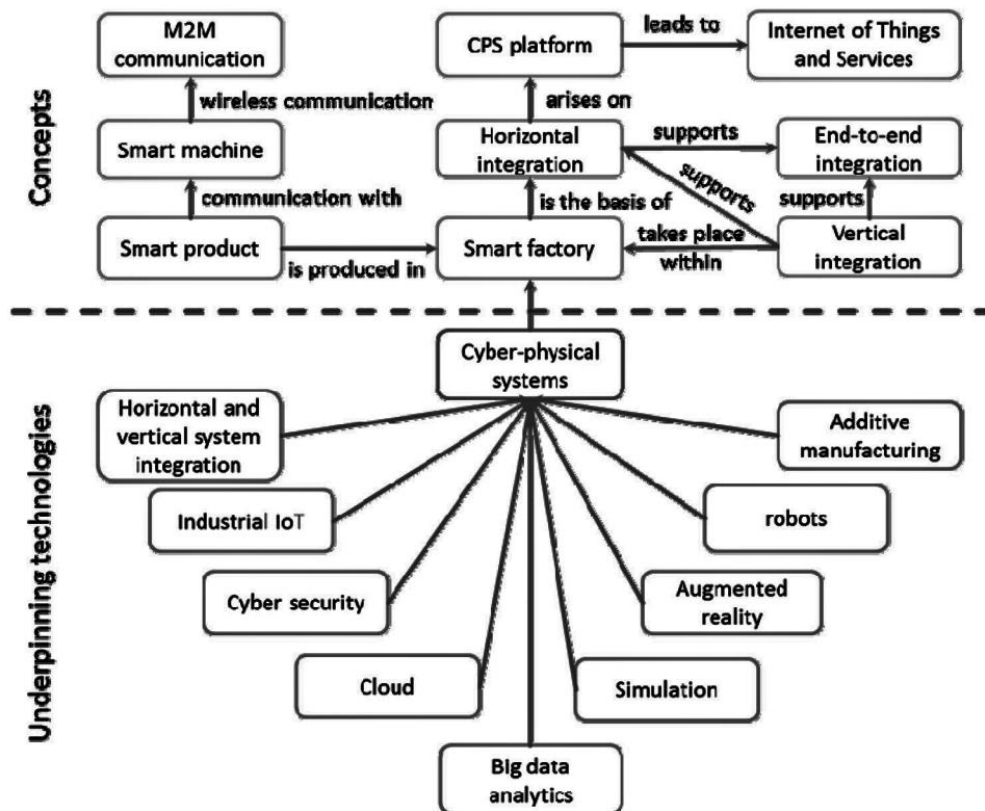 M2M
communication
CPS platform
leads to
Internet of Things
and Services
wireless communication
arises on
Concepts
Smart machine
Horizontal
integration
supports
End-to-end
integration
communication with
is the basis of
supports
supports
Smart product
is produced in
Smart factory
takes place
within
Vertical
integration
Cyber-physical
systems
Underpinning technologies
Horizontal and
vertical system
integration
Additive
manufacturing
Industrial IoT
robots
Cyber security
Augmented
reality
Cloud
Simulation
Big data
analytics